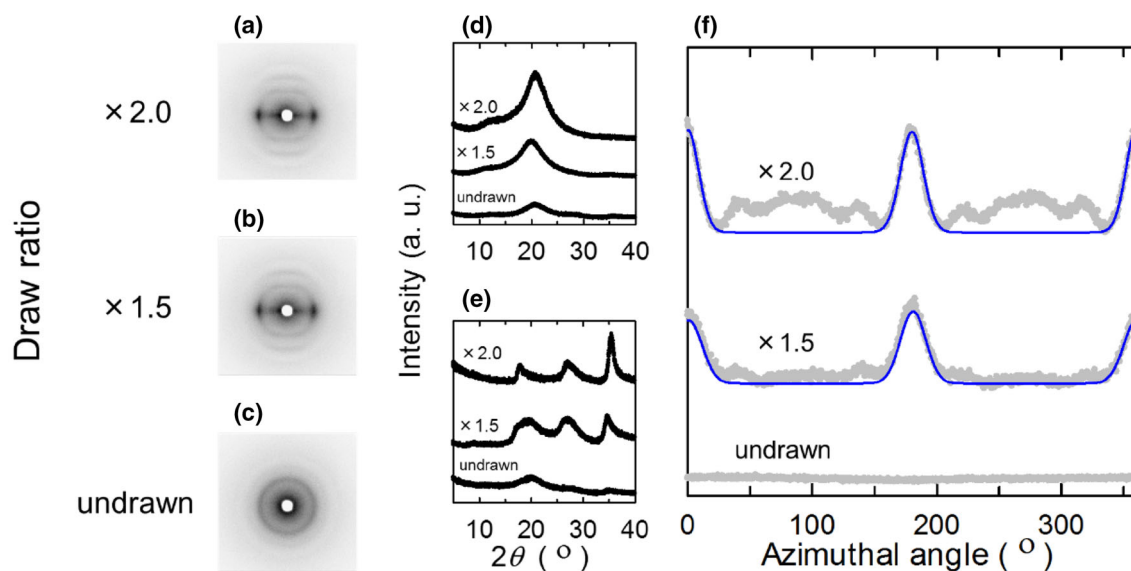 Draw ratio
× 2.0
× 1.5
undrawn
(a)
(b)
(c)
(d)
× 2.0
× 1.5
undrawn
10 20 30 40
(e)
× 2.0
× 1.5
undrawn
10 20 30 40
2θ ( ° )
Intensity (a. u.)
(f)
× 2.0
× 1.5
undrawn
0 100 200 300
Azimuthal angle ( ° )